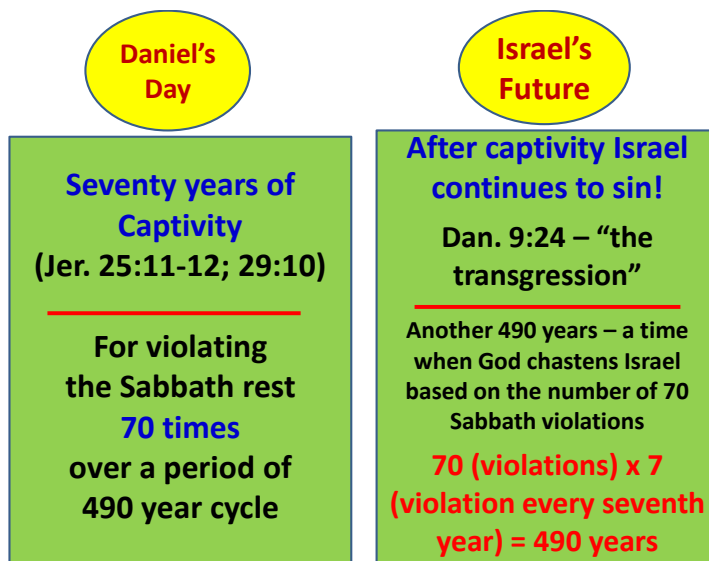 Daniel's
Day
Seventy years of
Captivity
(Jer. 25:11-12; 29:10)
For violating
the Sabbath rest
70 times
over a period of
490 year cycle
Israel's
Future
After captivity Israel
continues to sin!
Dan. 9:24 – “the
transgression”
Another 490 years – a time
when God chastens Israel
based on the number of 70
Sabbath violations
70 (violations) x 7
(violation every seventh
year) = 490 years